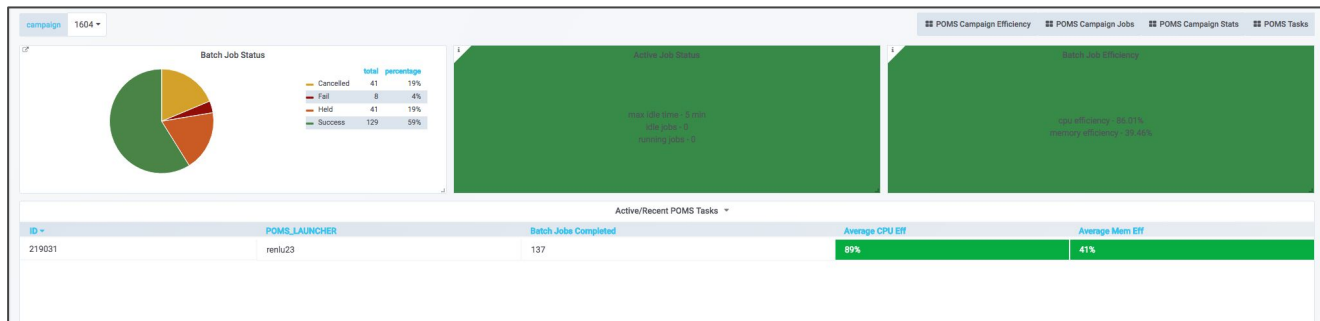 campaign 1604
POMS Campaign Efficiency POMS Campaign Jobs POMS Campaign Stats POMS Tasks
Batch Job Status
total percentage
Cancelled 41 19%
Fail 8 4%
Held 41 19%
Success 129 59%
Active Job Status
max idle time - 5 min
idle jobs - 0
running jobs - 0
Batch Job Efficiency
cpu efficiency - 86.01%
memory efficiency - 39.46%
Active/Recent POMS Tasks
ID POMS_LAUNCHER Batch Jobs Completed Average CPU Eff Average Mem Eff
219031 renlu23 137 89% 41%